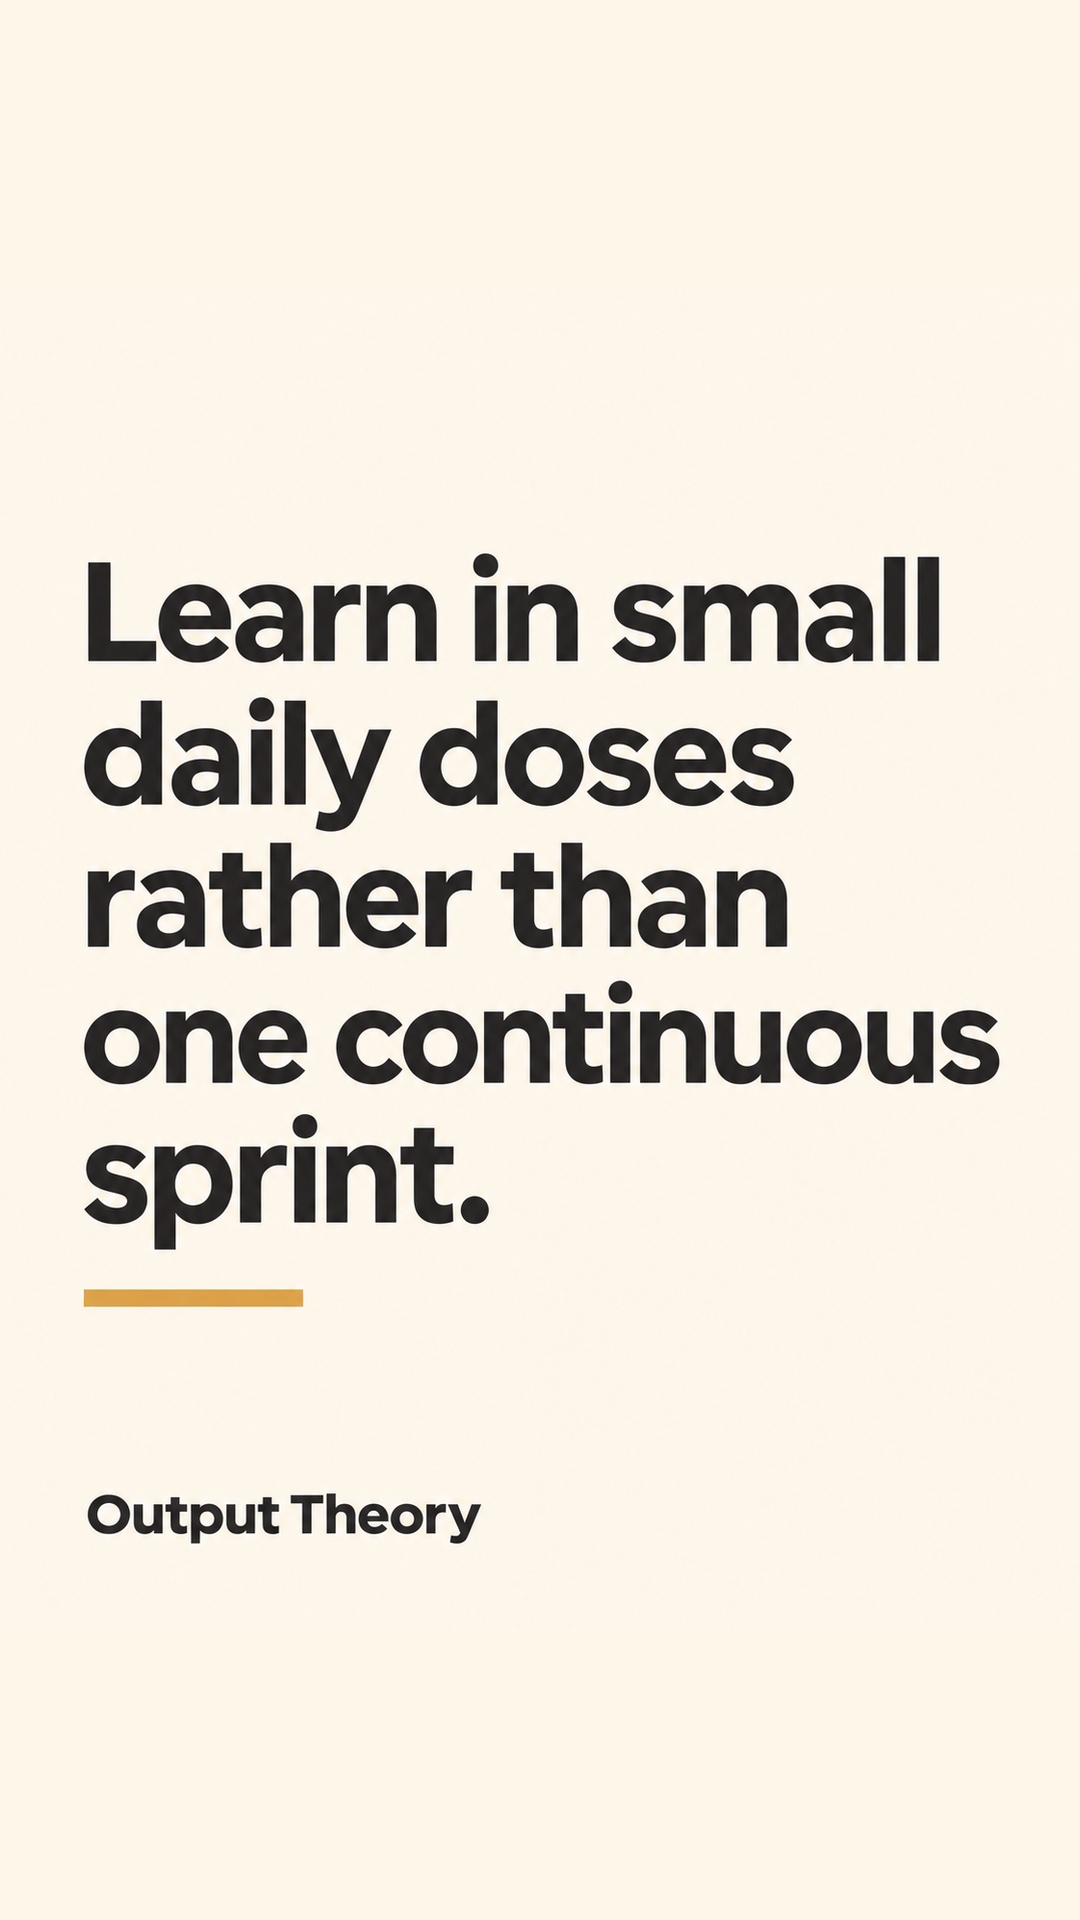 Learn in small
daily doses
rather than
one continuous
sprint.
Output Theory